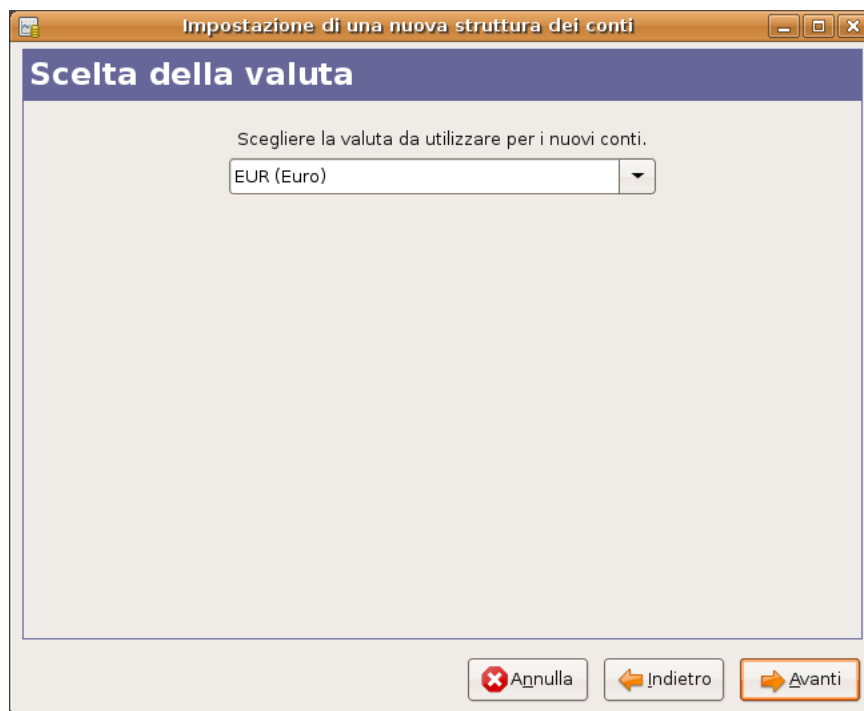 Impostazione di una nuova struttura dei conti
Scelta della valuta
Scegliere la valuta da utilizzare per i nuovi conti.
EUR (Euro)
Annulla
Indietro
Avanti